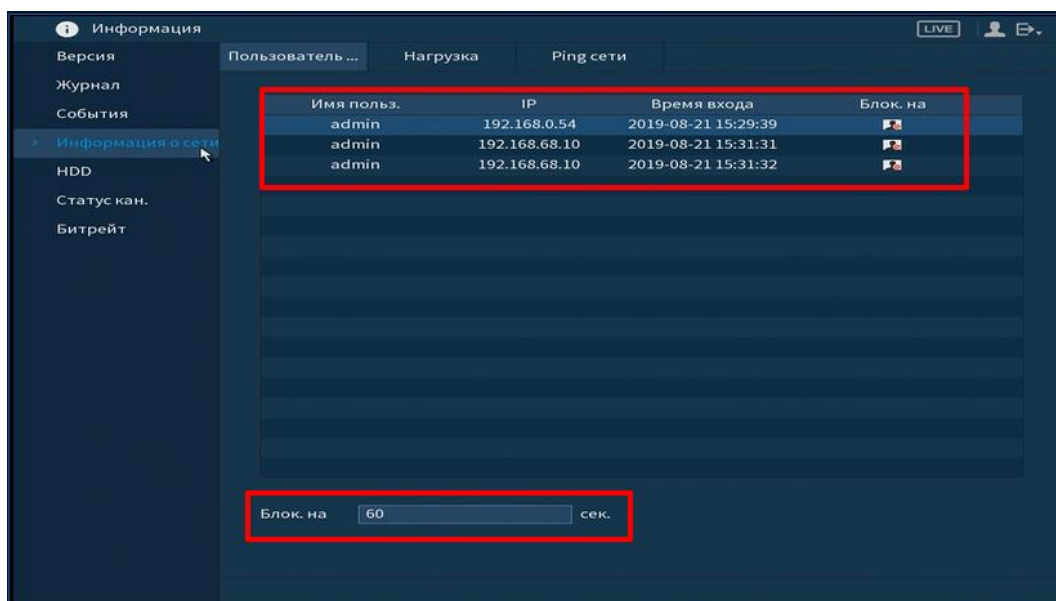 Информация
LIVE
Версия
Журнал
События
Информация о сети
HDD
Статус кан.
Битрейт
Пользователь ... Нагрузка Ping сети
Имя польз. IP Время входа Блок. на
admin 192.168.0.54 2019-08-21 15:29:39
admin 192.168.68.10 2019-08-21 15:31:31
admin 192.168.68.10 2019-08-21 15:31:32
Блок. на 60 сек.